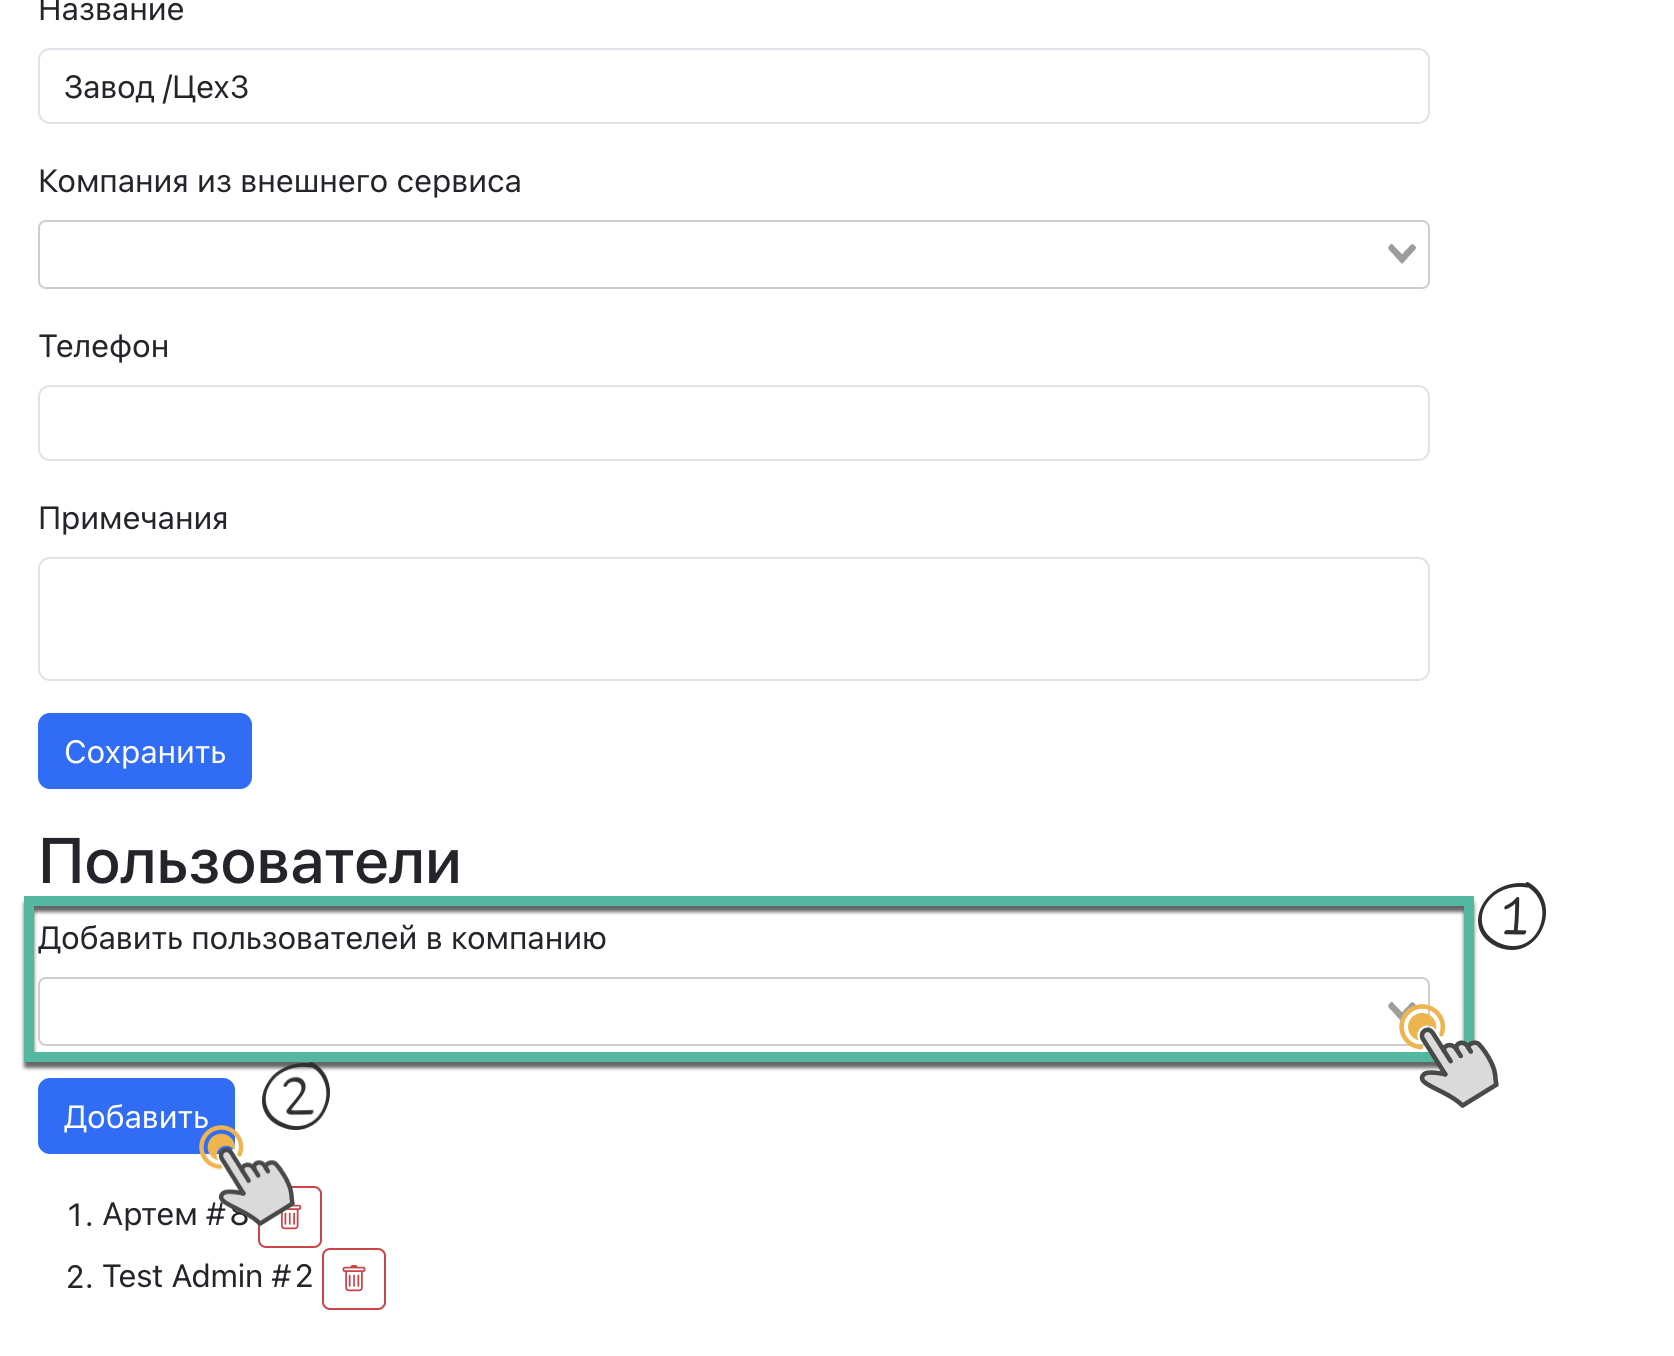 Название
Завод /Цех3
Компания из внешнего сервиса
Телефон
Примечания
Сохранить
Пользователи
1
Добавить пользователей в компанию
2
Добавить
1. Артем #8
2. Test Admin #2